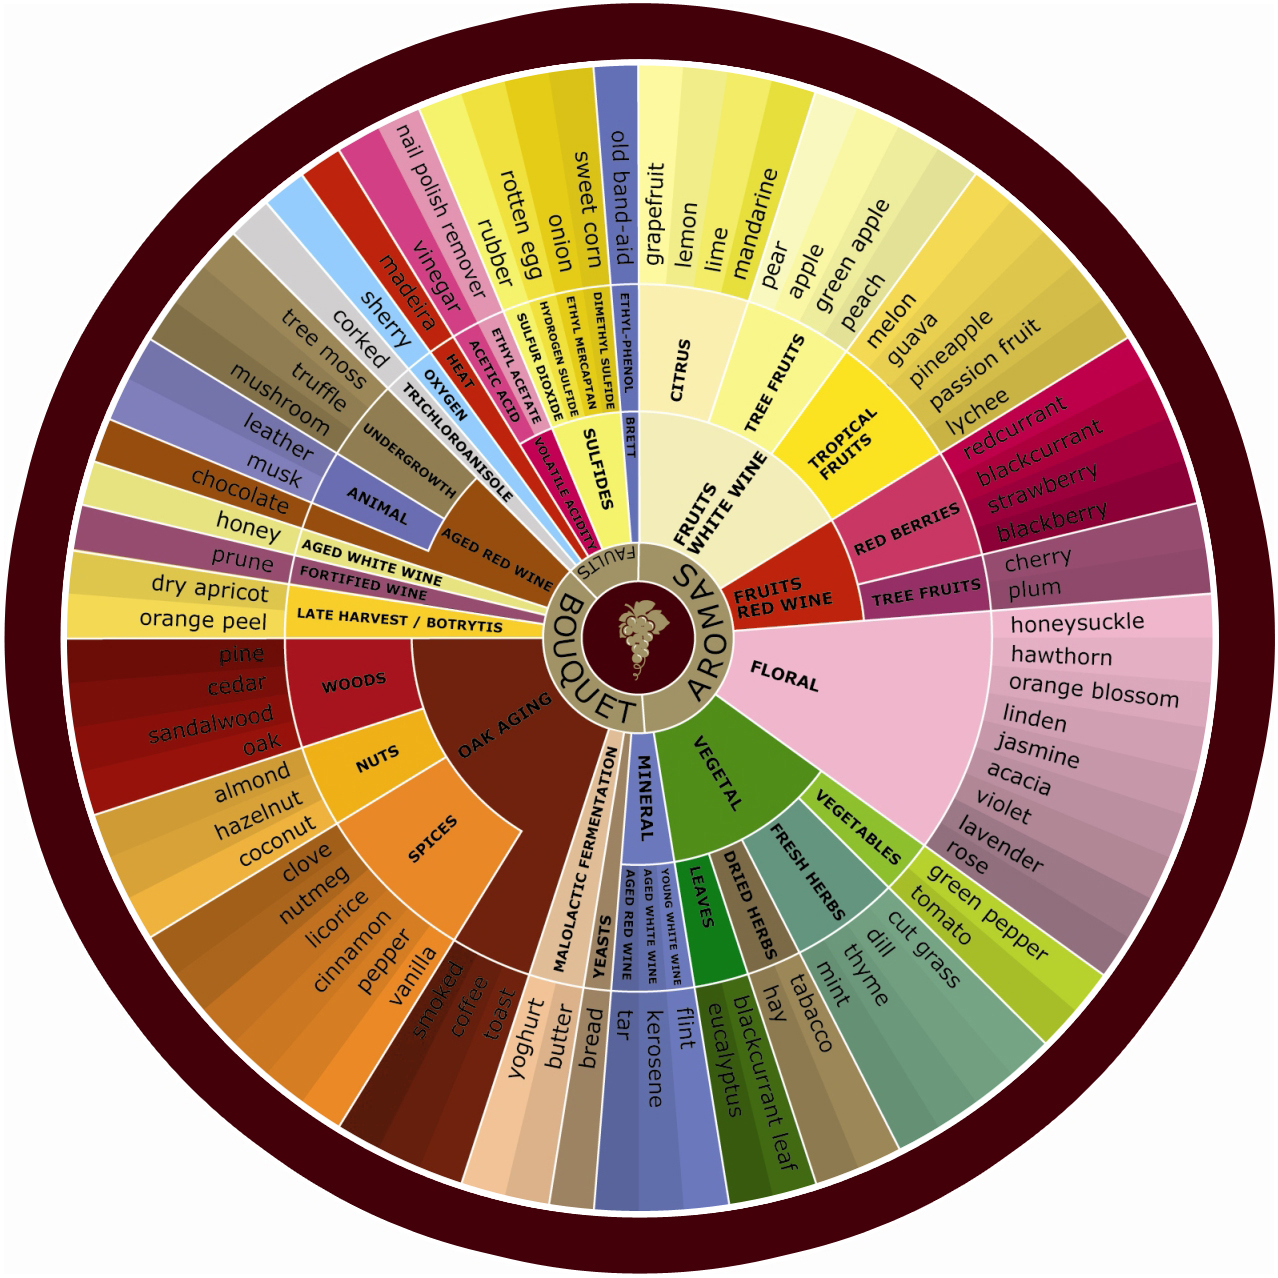 AROMAS
BOUQUET
FAULTS
FRUITS
WHITE WINE
CITRUS
grapefruit
lemon
lime
mandarine
TREE FRUITS
pear
apple
green apple
peach
TROPICAL
FRUITS
melon
guava
pineapple
passion fruit
lychee
FRUITS
RED WINE
RED BERRIES
redcurrant
blackcurrant
strawberry
blackberry
TREE FRUITS
cherry
plum
FLORAL
honeysuckle
hawthorn
orange blossom
linden
jasmine
acacia
violet
lavender
rose
VEGETAL
VEGETABLES
green pepper
tomato
FRESH HERBS
cut grass
dill
thyme
mint
DRIED HERBS
tabacco
hay
LEAVES
blackcurrant leaf
eucalyptus
MINERAL
YOUNG WHITE WINE
flint
AGED WHITE WINE
kerosene
AGED RED WINE
tar
YEASTS
bread
MALOLACTIC FERMENTATION
butter
yoghurt
OAK AGING
toast
coffee
smoked
SPICES
vanilla
pepper
cinnamon
licorice
nutmeg
clove
NUTS
coconut
hazelnut
almond
WOODS
oak
sandalwood
cedar
pine
LATE HARVEST / BOTRYTIS
orange peel
dry apricot
FORTIFIED WINE
prune
AGED WHITE WINE
honey
AGED RED WINE
chocolate
ANIMAL
musk
leather
UNDERGROWTH
mushroom
truffle
tree moss
TRICHLOROANISOLE
corked
OXYGEN
sherry
HEAT
madeira
VOLATILE ACIDITY
ACETIC ACID
vinegar
ETHYL ACETATE
nail polish remover
SULFIDES
SULFUR DIOXIDE
rubber
HYDROGEN SULFIDE
rotten egg
ETHYL MERCAPTAN
onion
DIMETHYL SULFIDE
sweet corn
BRETT
ETHYL-PHENOL
old band-aid